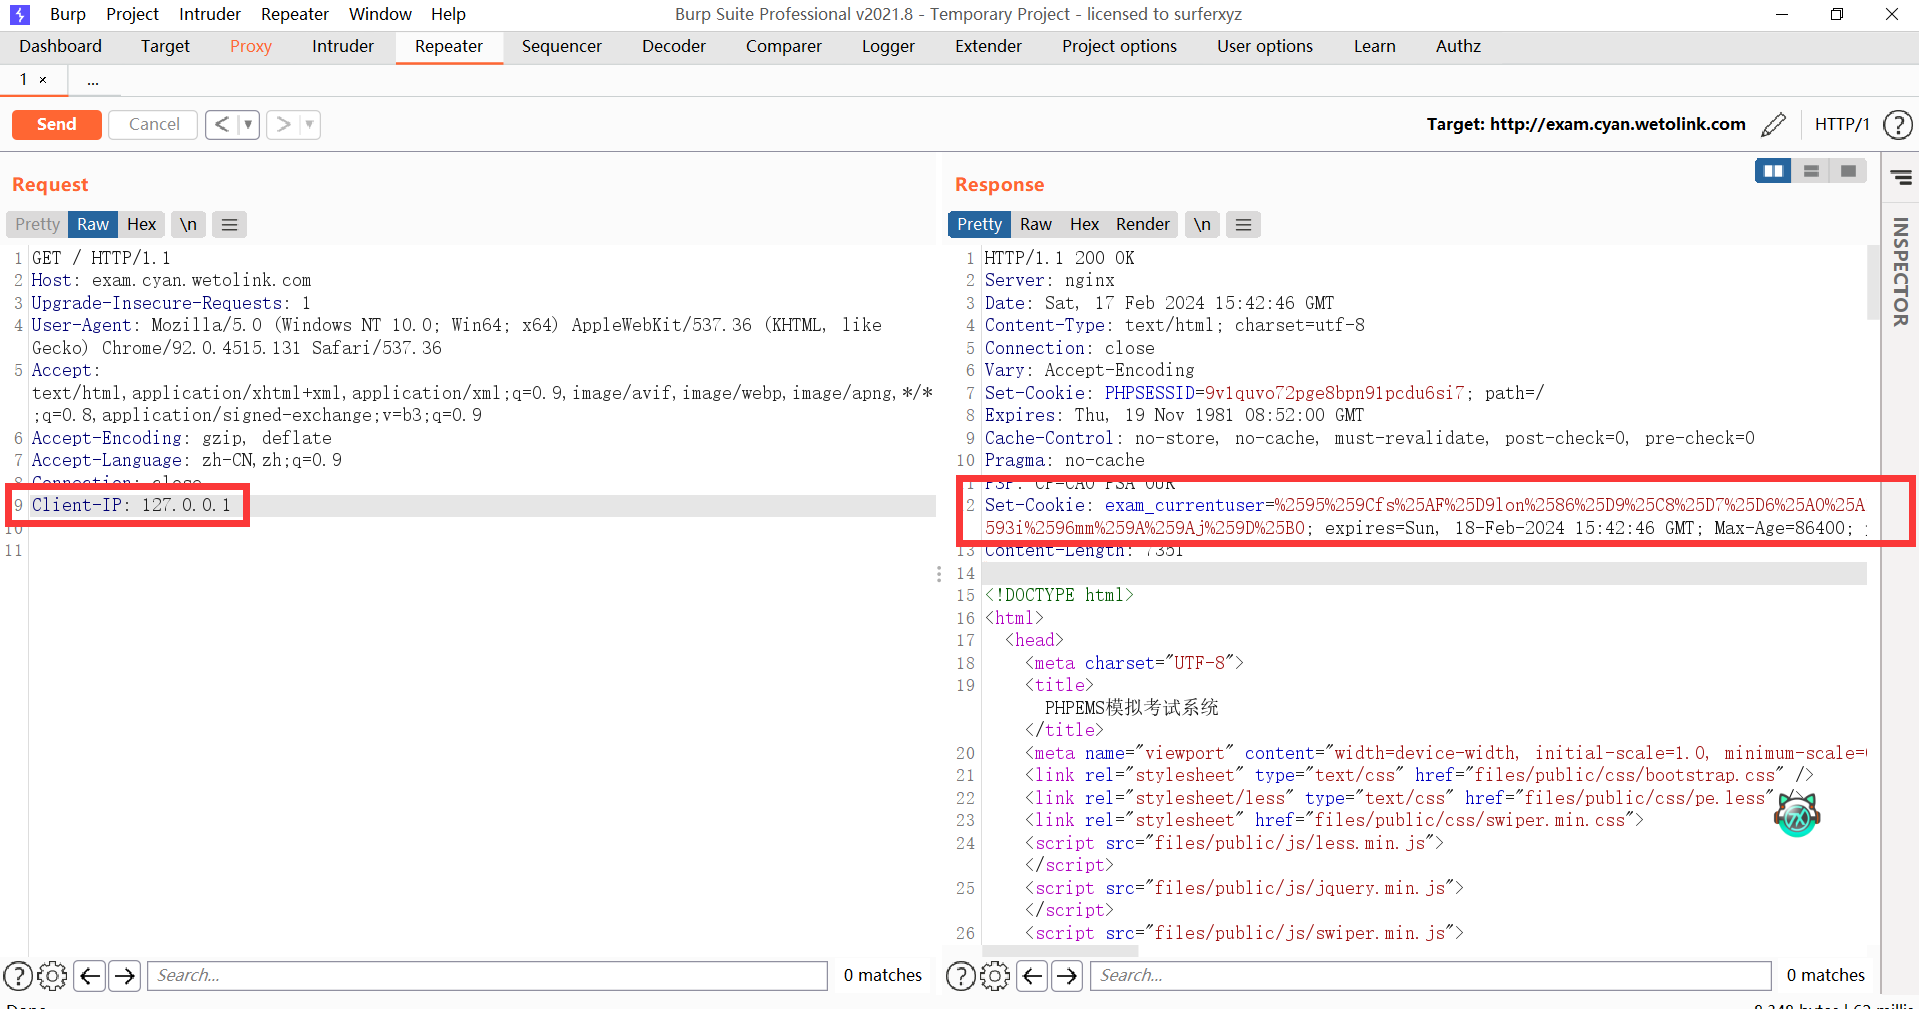 Burp Project Intruder Repeater Window Help
Burp Suite Professional v2021.8 - Temporary Project - licensed to surferxyz
Dashboard Target Proxy Intruder Repeater Sequencer Decoder Comparer Logger Extender Project options User options Learn Authz
1 × ...
Send Cancel < >
Target: http://exam.cyan.wetolink.com HTTP/1 ?
Request
Pretty Raw Hex \n
1 GET / HTTP/1.1
2 Host: exam.cyan.wetolink.com
3 Upgrade-Insecure-Requests: 1
4 User-Agent: Mozilla/5.0 (Windows NT 10.0; Win64; x64) AppleWebKit/537.36 (KHTML, like
Gecko) Chrome/92.0.4515.131 Safari/537.36
5 Accept:
text/html,application/xhtml+xml,application/xml;q=0.9,image/avif,image/webp,image/apng,*/*
;q=0.8,application/signed-exchange;v=b3;q=0.9
6 Accept-Encoding: gzip, deflate
7 Accept-Language: zh-CN,zh;q=0.9
8 Connection: close
9 Client-IP: 127.0.0.1
10
11
? Search... 0 matches
Response
Pretty Raw Hex Render \n
INSPECTOR
1 HTTP/1.1 200 OK
2 Server: nginx
3 Date: Sat, 17 Feb 2024 15:42:46 GMT
4 Content-Type: text/html; charset=utf-8
5 Connection: close
6 Vary: Accept-Encoding
7 Set-Cookie: PHPSESSID=9v1quvo72pge8bpn91pcdu6si7; path=/
8 Expires: Thu, 19 Nov 1981 08:52:00 GMT
9 Cache-Control: no-store, no-cache, must-revalidate, post-check=0, pre-check=0
10 Pragma: no-cache
1 P3P: CP=CAO PSA OUR
2 Set-Cookie: exam_currentuser=%2595%259Cfs%25AF%25D9lon%2586%25D9%25C8%25D7%25D6%25A0%25A
593i%2596mm%259A%259Aj%259D%25B0; expires=Sun, 18-Feb-2024 15:42:46 GMT; Max-Age=86400;
13 Content-Length: 7351
14
15 <!DOCTYPE html>
16 <html>
17 <head>
18 <meta charset="UTF-8">
19 <title>
PHPEMS模拟考试系统
</title>
20 <meta name="viewport" content="width=device-width, initial-scale=1.0, minimum-scale=
21 <link rel="stylesheet" type="text/css" href="files/public/css/bootstrap.css" />
22 <link rel="stylesheet/less" type="text/css" href="files/public/css/pe.less" />
23 <link rel="stylesheet" href="files/public/css/swiper.min.css">
24 <script src="files/public/js/less.min.js">
</script>
25 <script src="files/public/js/jquery.min.js">
</script>
26 <script src="files/public/js/swiper.min.js">
? Search... 0 matches